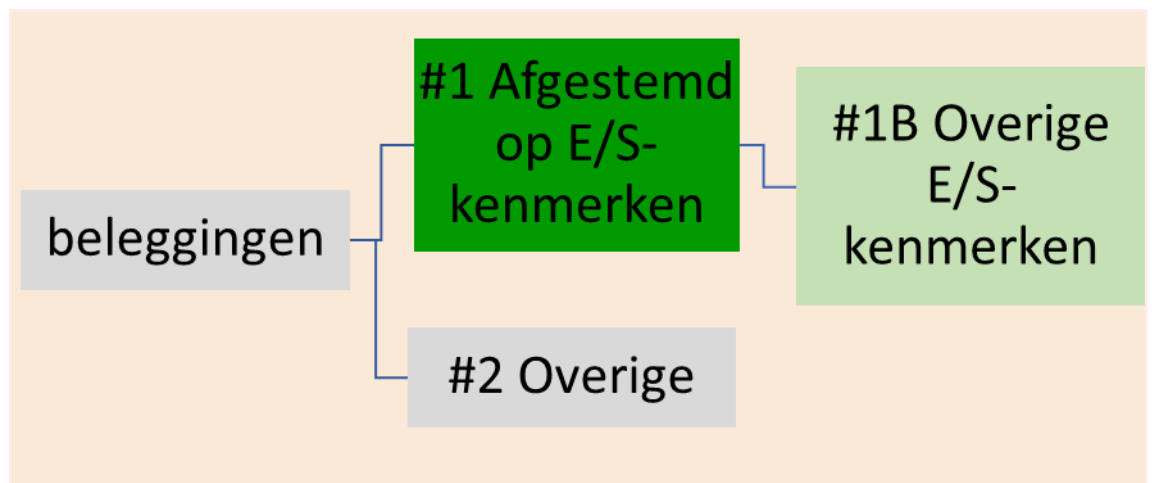 beleggingen
#1 Afgestemd
op E/S-
kenmerken
#1B Overige
E/S-
kenmerken
#2 Overige